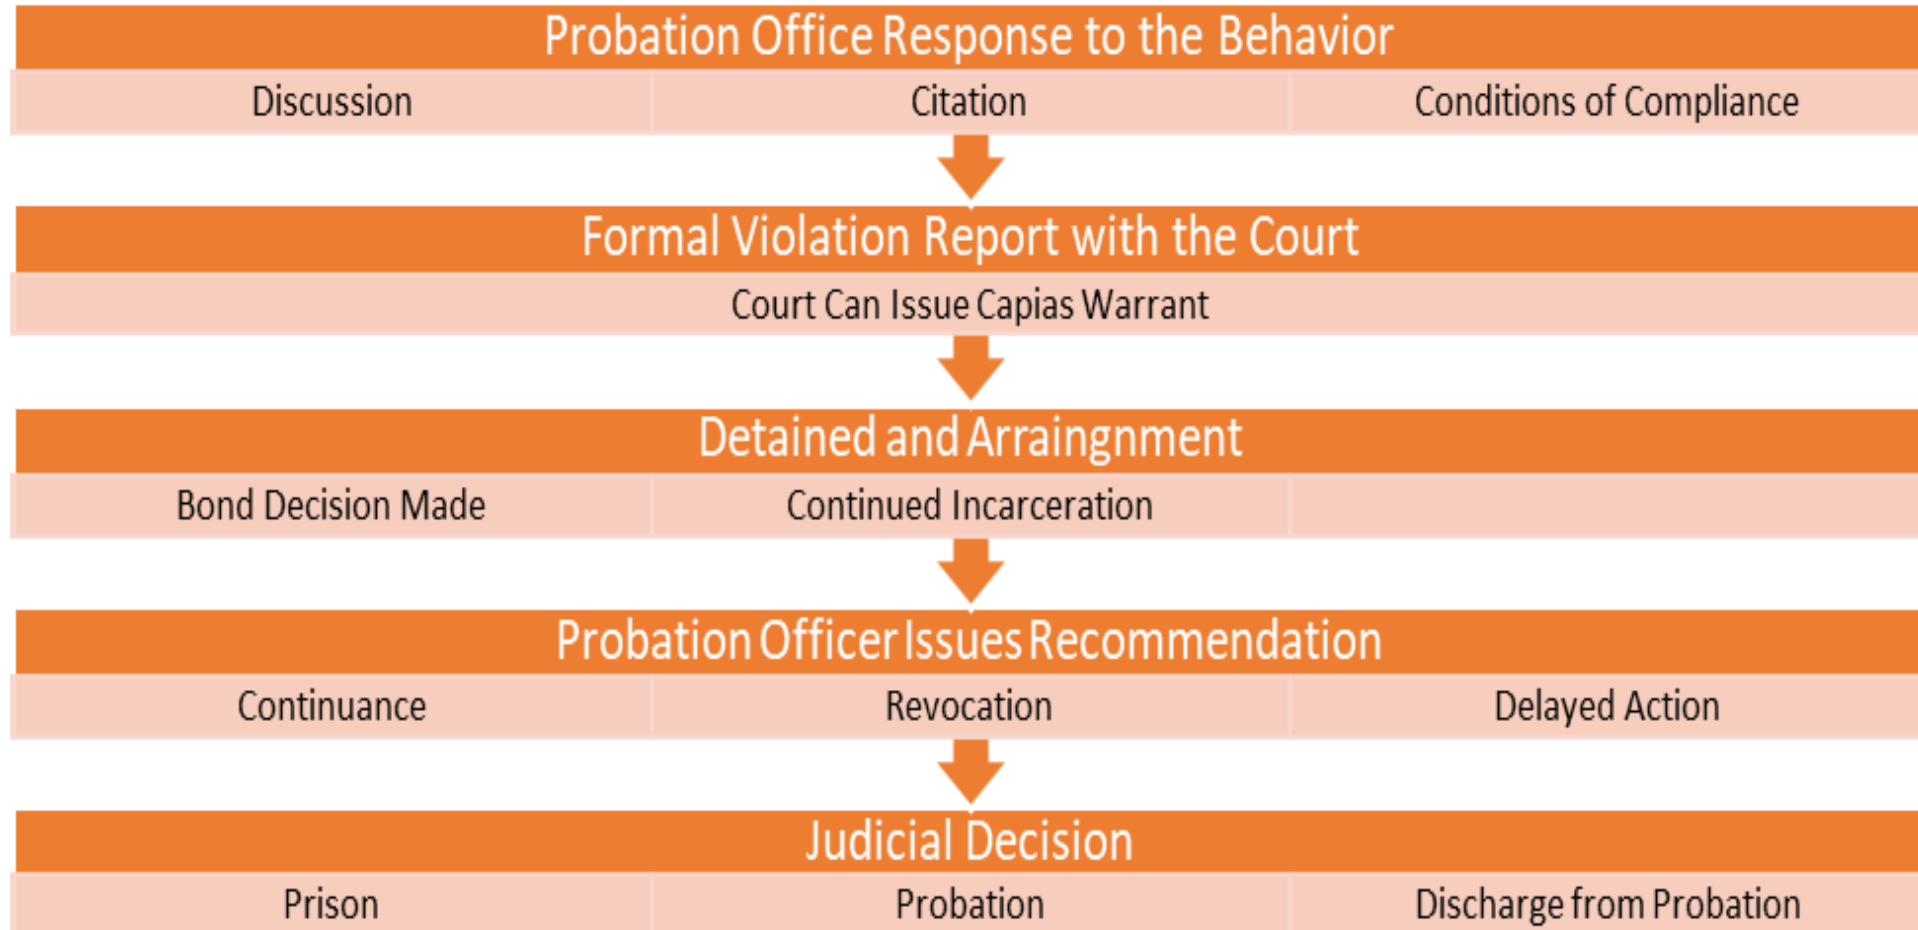 Probation Office Response to the Behavior
Discussion Citation Conditions of Compliance
Formal Violation Report with the Court
Court Can Issue Capias Warrant
Detained and Arraingnment
Bond Decision Made Continued Incarceration
Probation Officer Issues Recommendation
Continuance Revocation Delayed Action
Judicial Decision
Prison Probation Discharge from Probation